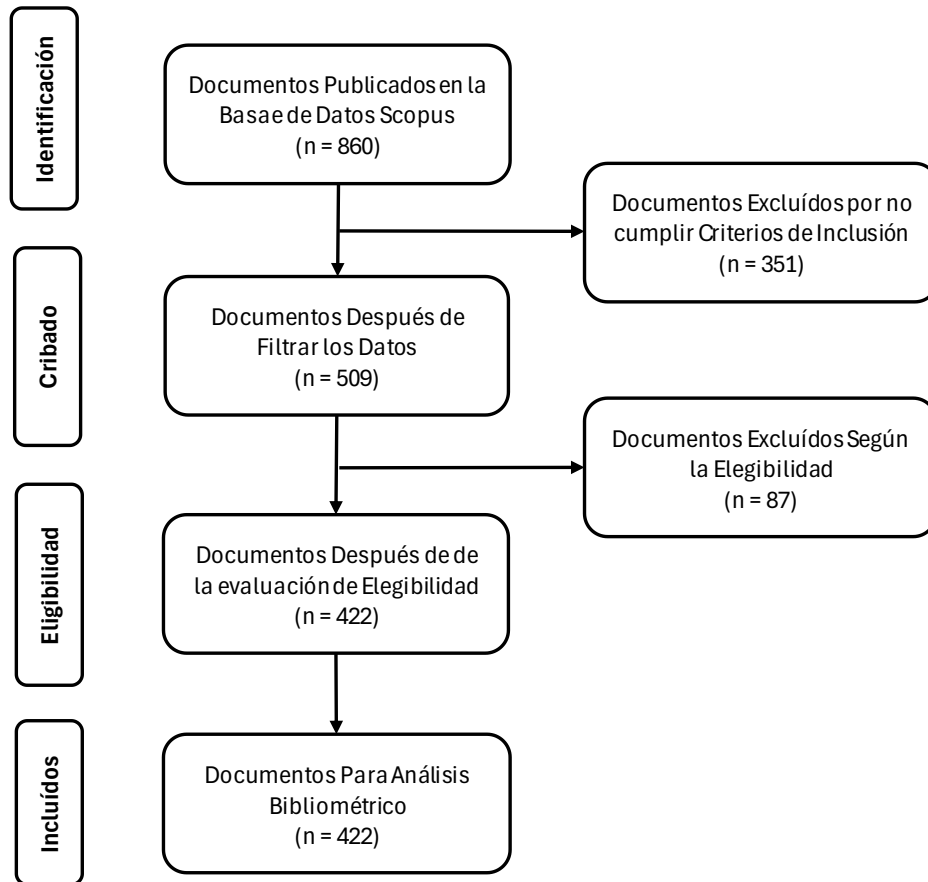 Identificación
Documentos Publicados en la
Basae de Datos Scopus
(n = 860)
Documentos Excluídos por no
cumplir Criterios de Inclusión
(n = 351)
Cribado
Documentos Después de
Filtrar los Datos
(n = 509)
Documentos Excluídos Según
la Elegibilidad
(n = 87)
Eligibilidad
Documentos Después de de
la evaluación de Elegibilidad
(n = 422)
Incluídos
Documentos Para Análisis
Bibliométrico
(n = 422)